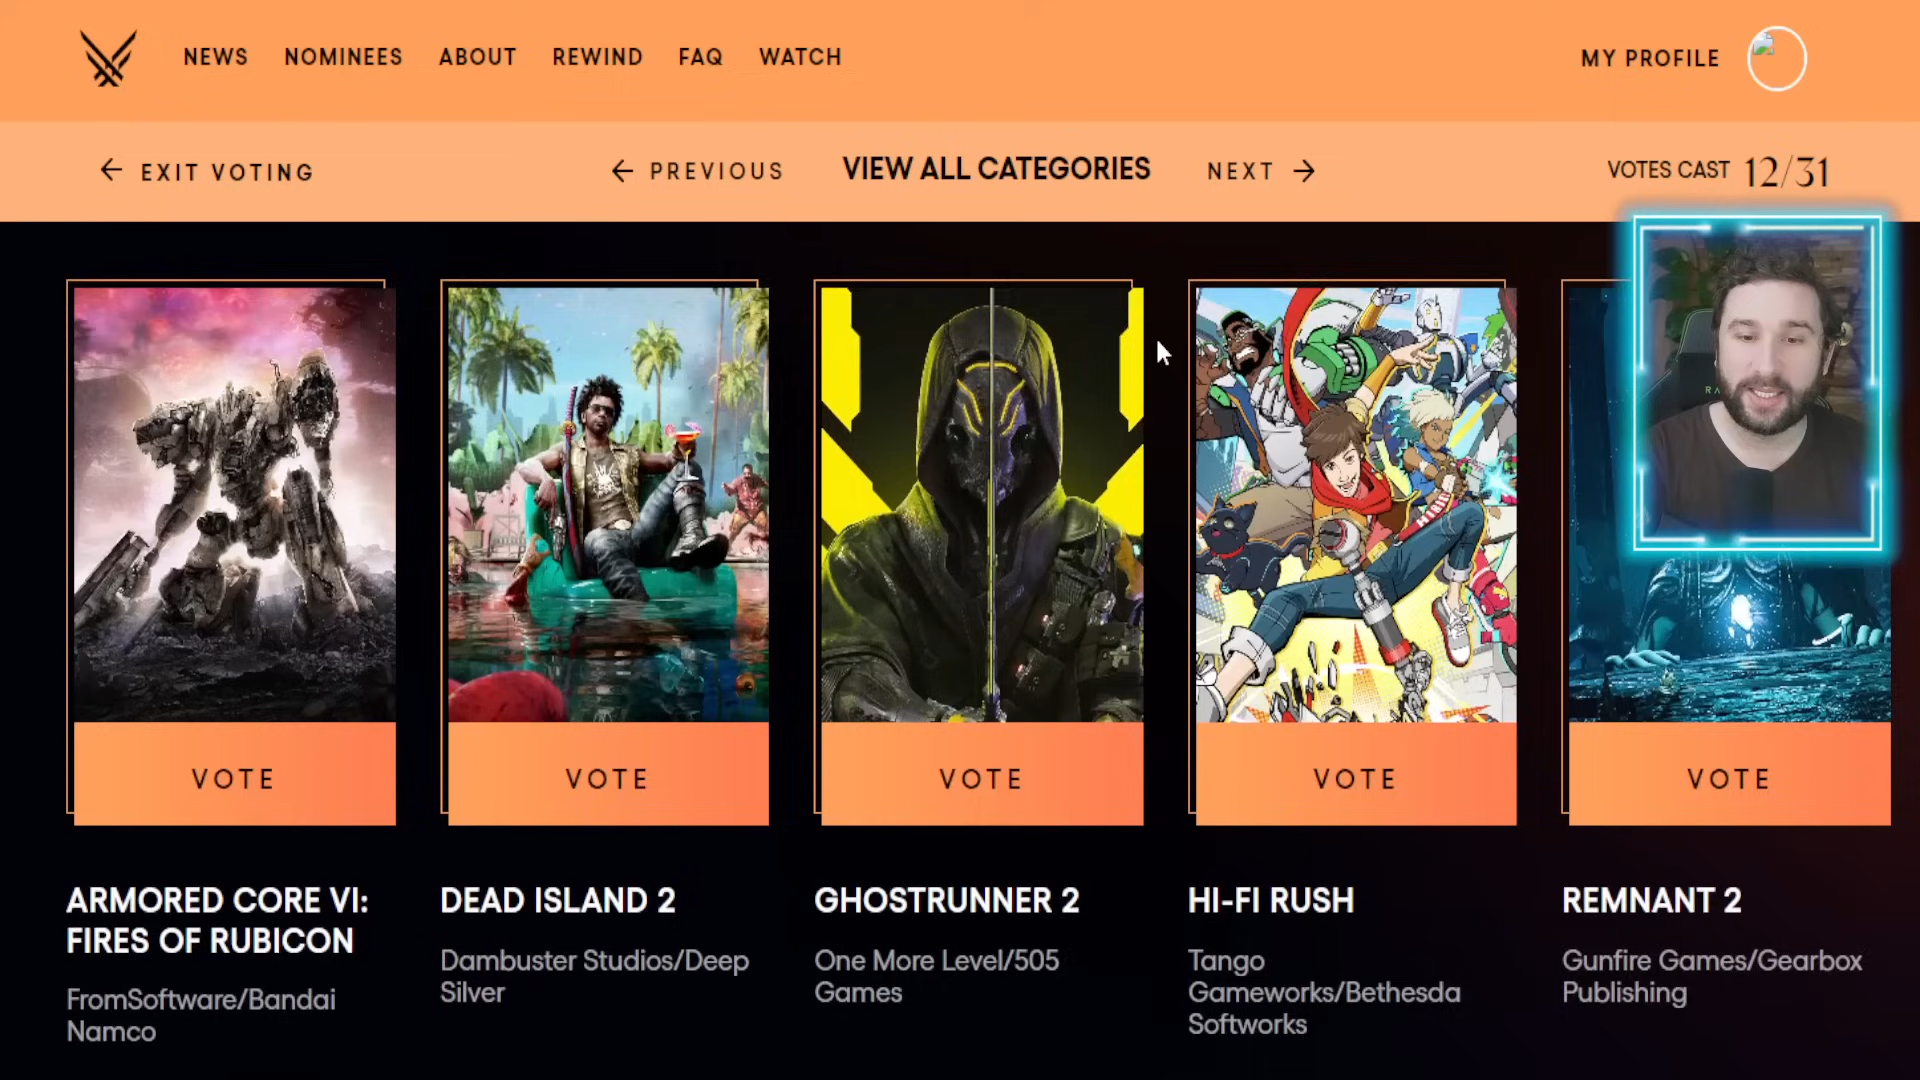 NEWS NOMINEES ABOUT REWIND FAQ WATCH MY PROFILE
EXIT VOTING PREVIOUS VIEW ALL CATEGORIES NEXT VOTES CAST 12/31
VOTE VOTE VOTE VOTE VOTE
ARMORED CORE VI:
FIRES OF RUBICON
FromSoftware/Bandai
Namco
DEAD ISLAND 2
Dambuster Studios/Deep
Silver
GHOSTRUNNER 2
One More Level/505
Games
HI-FI RUSH
Tango
Gameworks/Bethesda
Softworks
REMNANT 2
Gunfire Games/Gearbox
Publishing